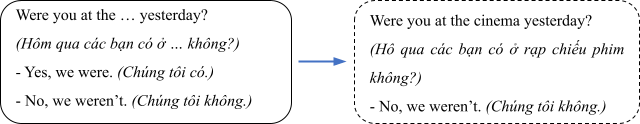 Were you at the … yesterday?
(Hôm qua các bạn có ở … không?)
- Yes, we were. (Chúng tôi có.)
- No, we weren’t. (Chúng tôi không.)
Were you at the cinema yesterday?
(Hô qua các bạn có ở rạp chiếu phim
không?)
- No, we weren’t. (Chúng tôi không.)